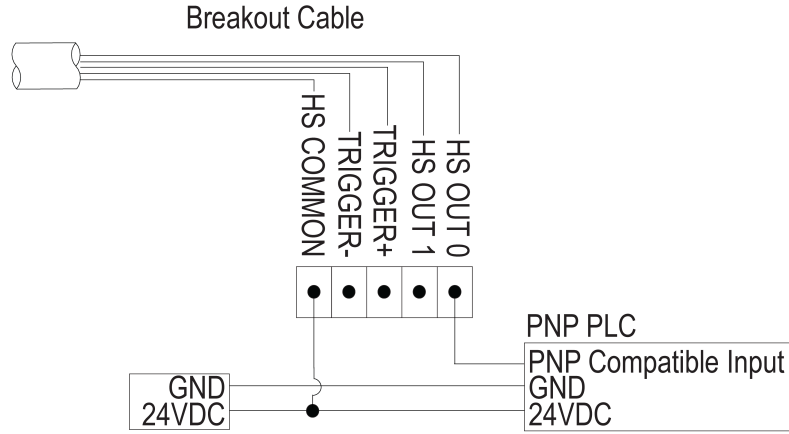 Breakout Cable
HS COMMON
TRIGGER-
TRIGGER+
HS OUT 1
HS OUT 0
PNP PLC
PNP Compatible Input
GND
24VDC
GND
24VDC